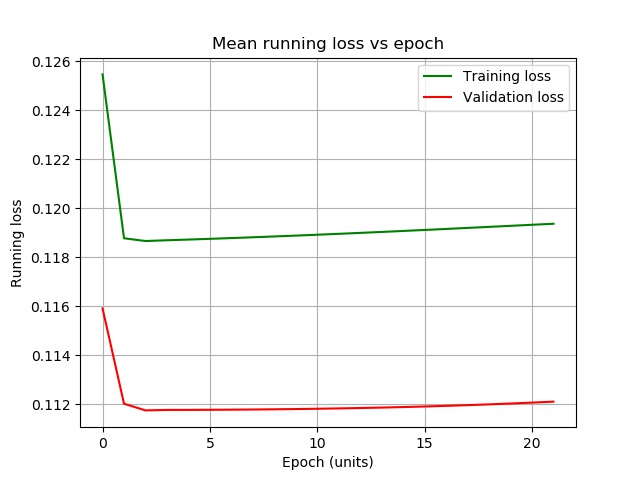 Mean running loss vs epoch
Training loss
Validation loss
Running loss
0.126
0.124
0.122
0.120
0.118
0.116
0.114
0.112
0
5
10
15
20
Epoch (units)